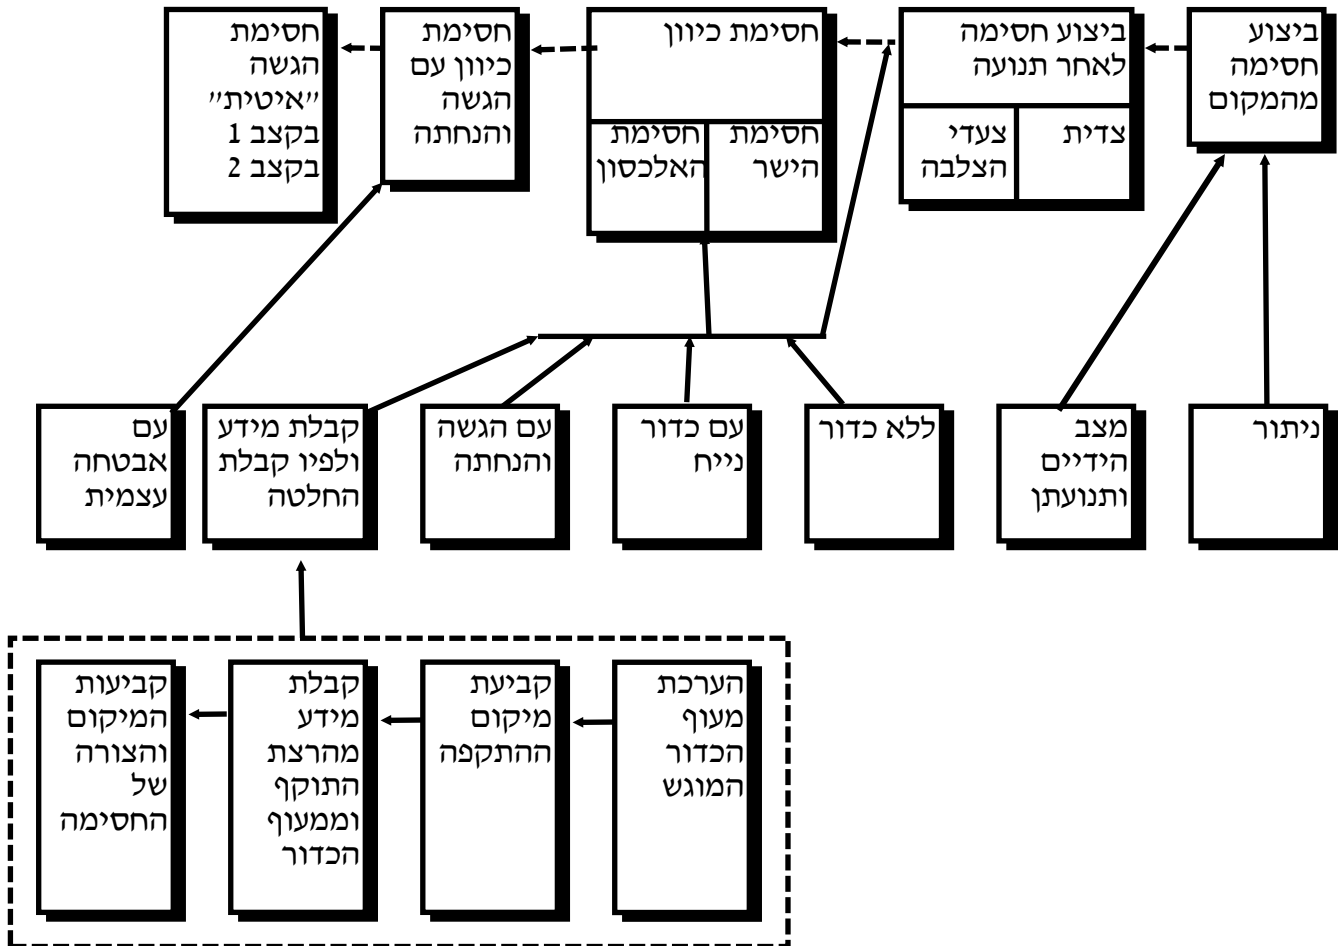 ביצוע
חסימה
מהמקום
ביצוע חסימה
לאחר תנועה
צדית
צעדי
הצלבה
חסימת כיוון
חסימת
הישר
חסימת
האלכסון
חסימת
כיוון עם
הגשה
והנחתה
חסימת
הגשה
"איטית"
בקצב 1
בקצב 2
ניתור
מצב
הידיים
ותנועתן
ללא כדור
עם כדור
נייח
עם הגשה
והנחתה
קבלת מידע
ולפיו קבלת
החלטה
עם
אבטחה
עצמית
הערכת
מעוף
הכדור
המוגש
קביעת
מיקום
ההתקפה
קבלת
מידע
מהרצת
התוקף
וממעוף
הכדור
קביעות
המיקום
והצורה
של
החסימה